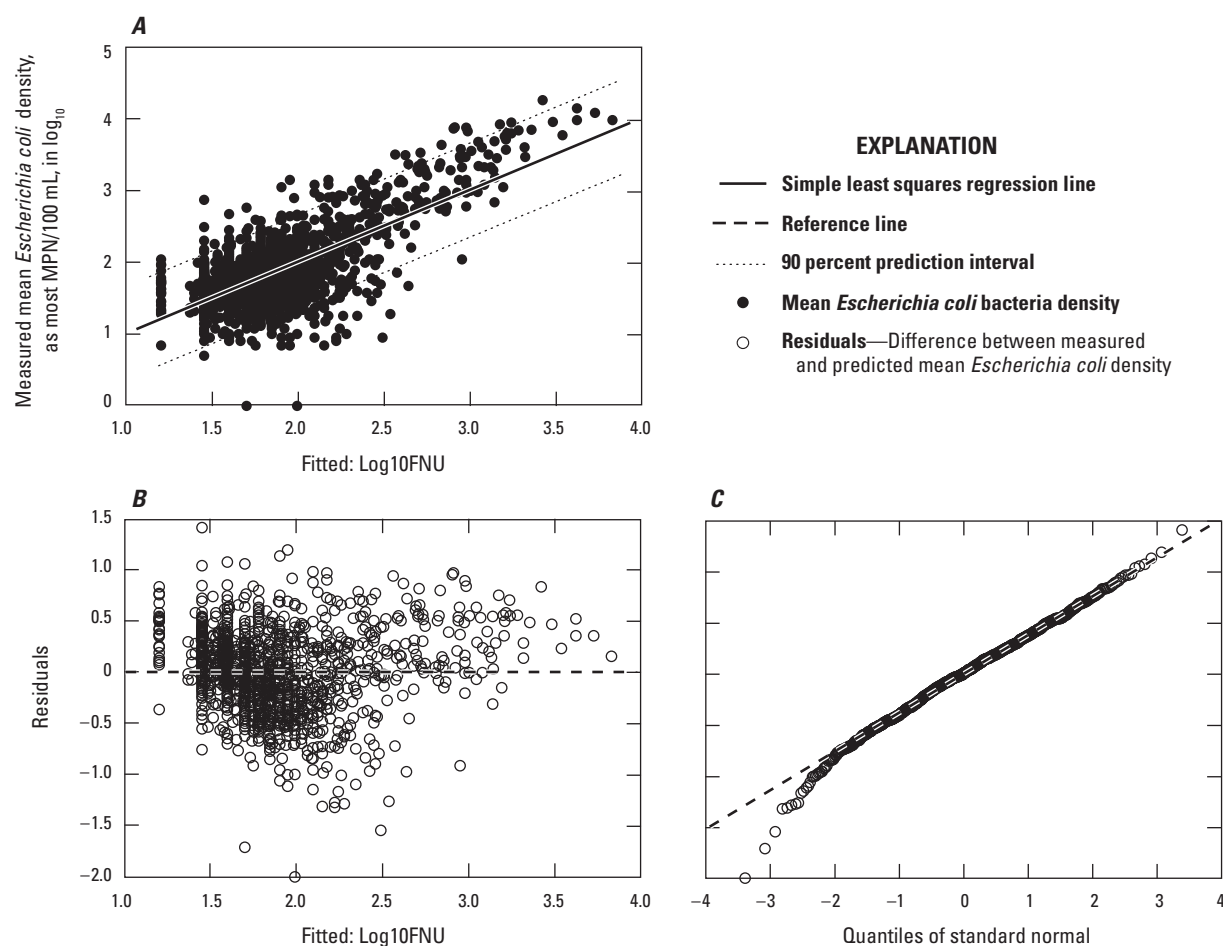 A
Measured mean Escherichia coli density,
as most MPN/100 mL, in log10
5
4
3
2
1
0
1.0 1.5 2.0 2.5 3.0 3.5 4.0
Fitted: Log10FNU
EXPLANATION
Simple least squares regression line
Reference line
90 percent prediction interval
Mean Escherichia coli bacteria density
Residuals—Difference between measured
and predicted mean Escherichia coli density
B
Residuals
1.5
1.0
0.5
0
−0.5
−1.0
−1.5
−2.0
1.0 1.5 2.0 2.5 3.0 3.5 4.0
Fitted: Log10FNU
C
−4 −3 −2 −1 0 1 2 3 4
Quantiles of standard normal